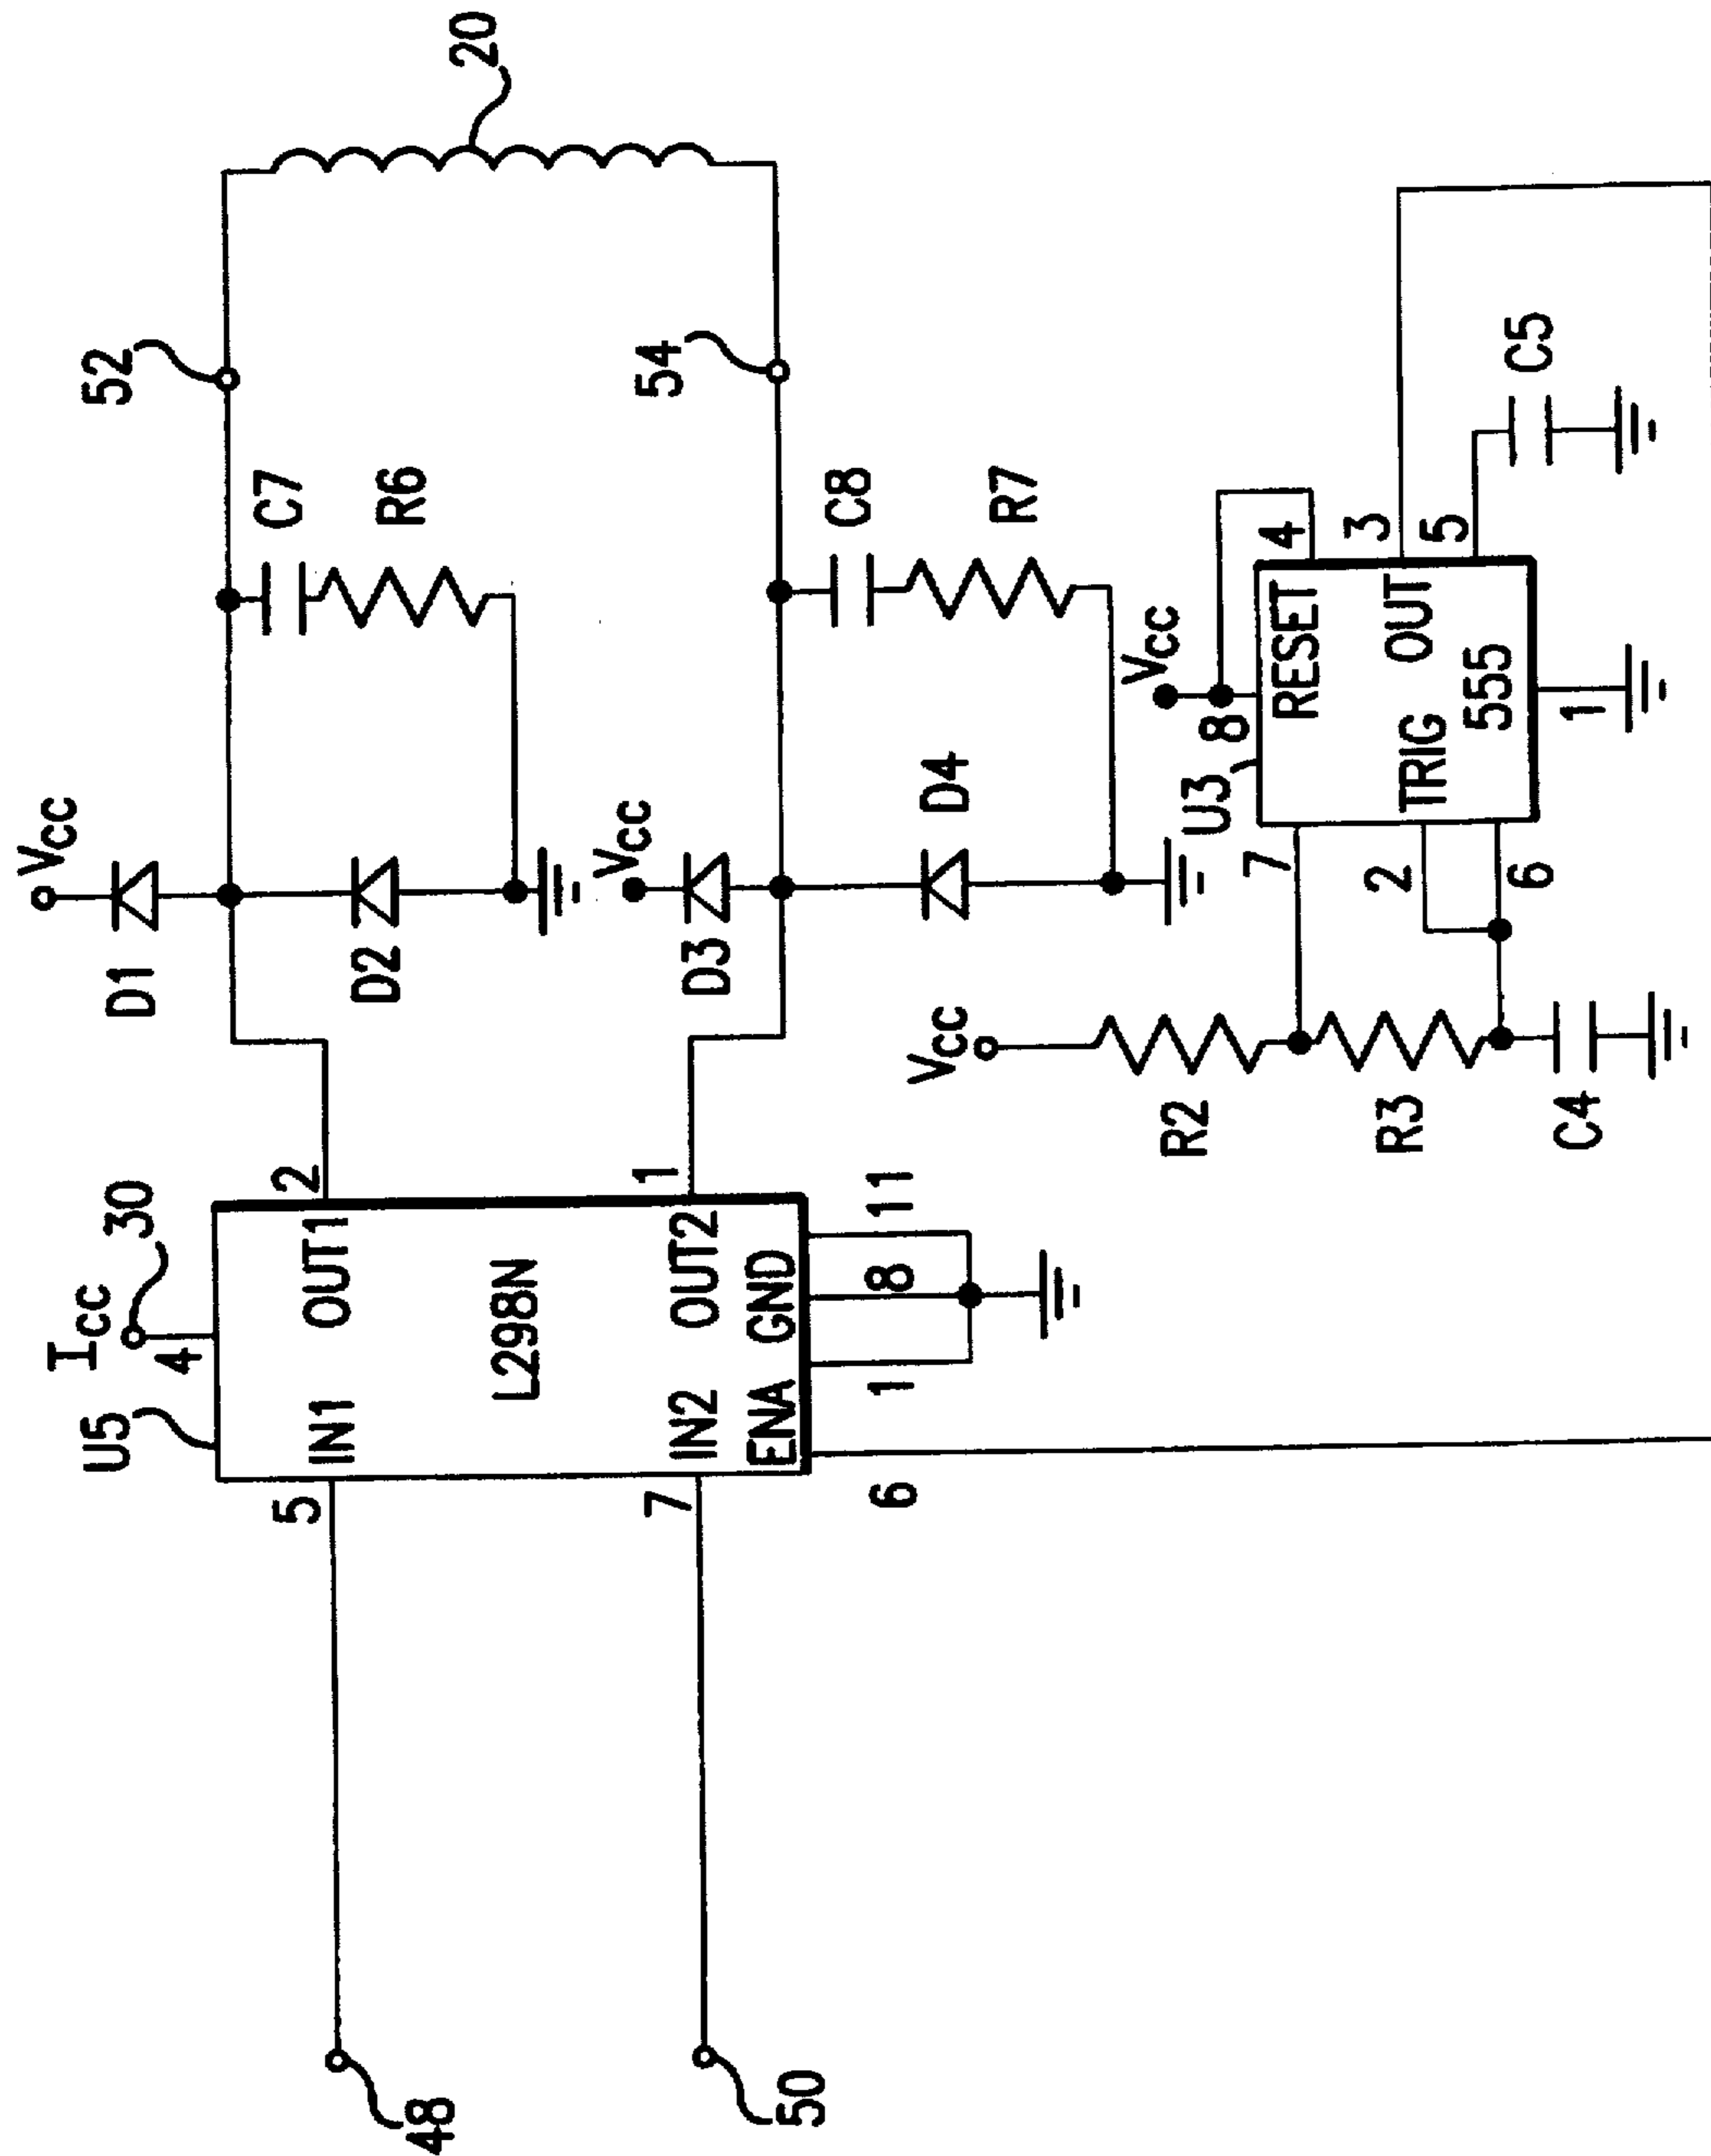 Vcc
D1
52
20
Icc
30
U5
4
C7
R6
D2
IN1
OUT1
5
2
L298N
Vcc
D3
54
IN2
OUT2
7
1
ENA
GND
6
1
8
11
C8
R7
D4
48
50
Vcc
R2
R3
C4
Vcc
U3
8
4
7
RESET
3
2
TRIG
OUT
5
6
555
1
C5